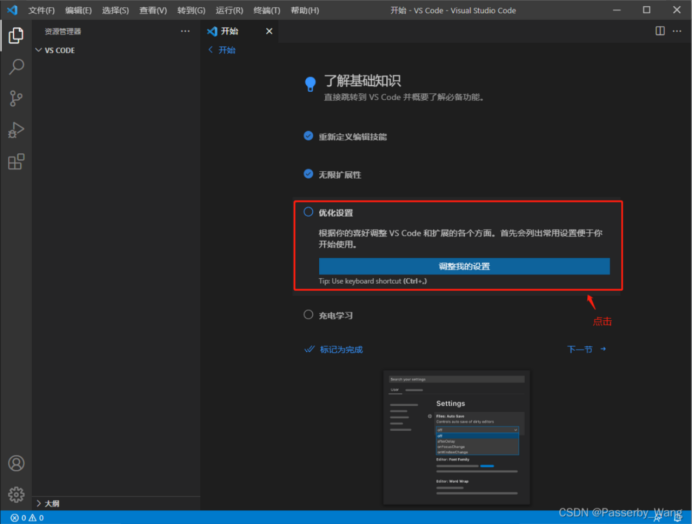 文件(F) 编辑(E) 选择(S) 查看(V) 转到(G) 运行(R) 终端(T) 帮助(H) 开始 - VS Code - Visual Studio Code
资源管理器
VS CODE
开始
开始
了解基础知识
直接跳转到 VS Code 并概要了解必备功能。
重新定义编辑技能
无限扩展性
优化设置
根据你的喜好调整 VS Code 和扩展的各个方面。首先会列出常用设置便于你
开始使用。
调整我的设置
Tip: Use keyboard shortcut (Ctrl+,)
点击
充电学习
标记为完成 下一节
Search your settings
Settings
Files: Auto Save
Controls auto save of dirty editors.
off
off
afterDelay
onFocusChange
onWindowChange
Editor: Font Family
Editor: Word Wrap
大纲
0 0
CSDN @Passerby_Wang